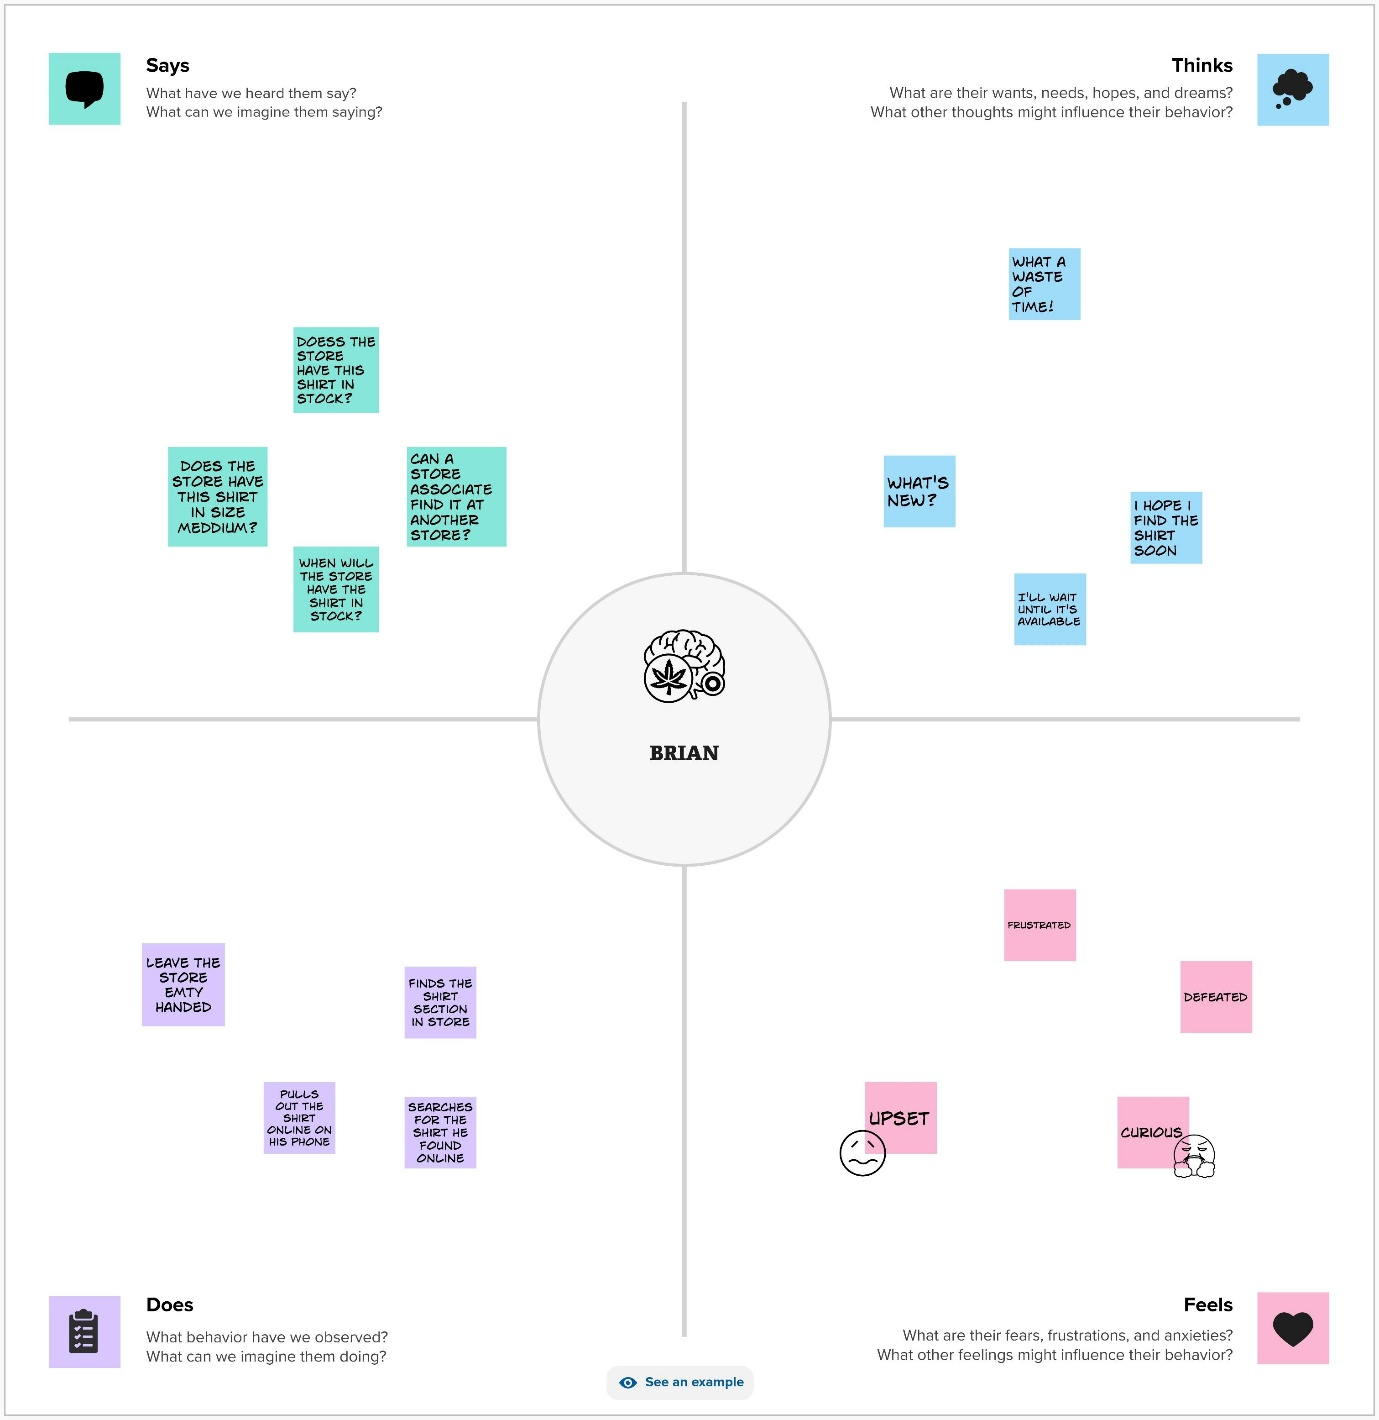 Says
What have we heard them say?
What can we imagine them saying?
Thinks
What are their wants, needs, hopes, and dreams?
What other thoughts might influence their behavior?
DOESS THE
STORE
HAVE THIS
SHIRT IN
STOCK?
DOES THE
STORE HAVE
THIS SHIRT
IN SIZE
MEDDIUM?
CAN A
STORE
ASSOCIATE
FIND IT AT
ANOTHER
STORE?
WHEN WILL
THE STORE
HAVE THE
SHIRT IN
STOCK?
WHAT A
WASTE
OF
TIME!
WHAT'S
NEW?
I HOPE I
FIND THE
SHIRT
SOON
I'LL WAIT
UNTIL IT'S
AVAILABLE
BRIAN
LEAVE THE
STORE
EMTY
HANDED
FINDS THE
SHIRT
SECTION
IN STORE
PULLS
OUT THE
SHIRT
ONLINE ON
HIS PHONE
SEARCHES
FOR THE
SHIRT HE
FOUND
ONLINE
FRUSTRATED
DEFEATED
UPSET
CURIOUS
Does
What behavior have we observed?
What can we imagine them doing?
Feels
What are their fears, frustrations, and anxieties?
What other feelings might influence their behavior?
See an example